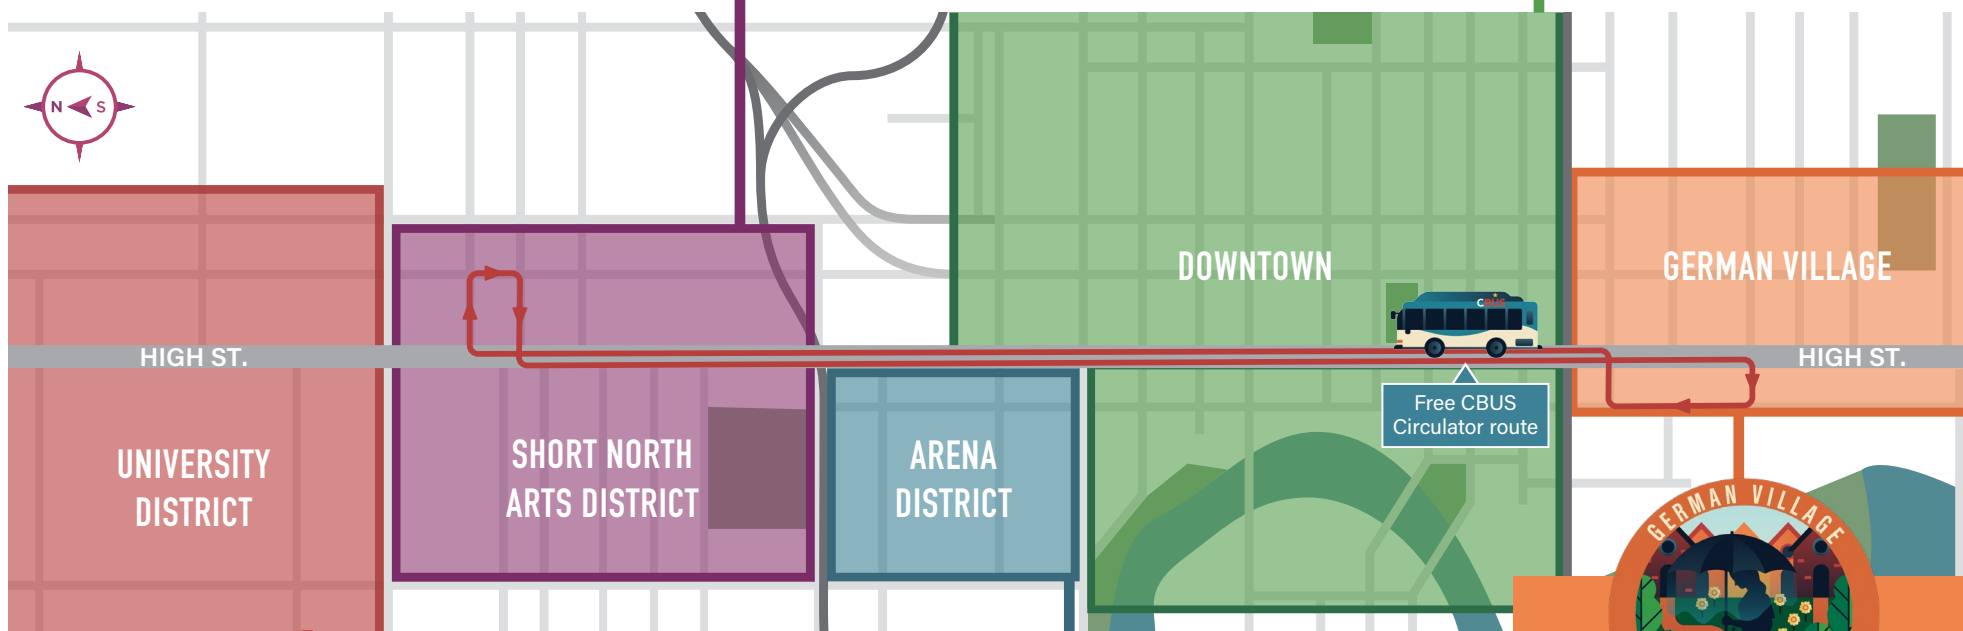 N S
DOWNTOWN
GERMAN VILLAGE
CBUS
HIGH ST.
HIGH ST.
Free CBUS
Circulator route
UNIVERSITY
DISTRICT
SHORT NORTH
ARTS DISTRICT
ARENA
DISTRICT
GERMAN VILLAGE